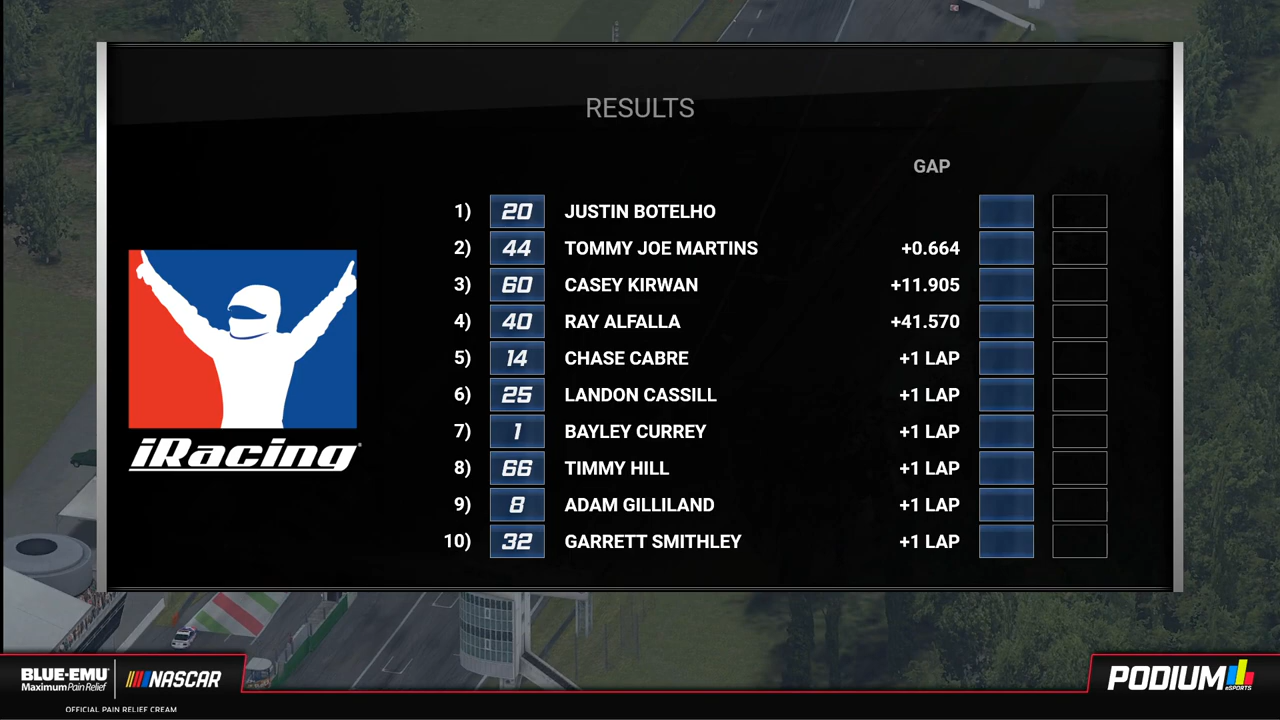 RESULTS
GAP
1) 20 JUSTIN BOTELHO
2) 44 TOMMY JOE MARTINS +0.664
3) 60 CASEY KIRWAN +11.905
4) 40 RAY ALFALLA +41.570
5) 14 CHASE CABRE +1 LAP
6) 25 LANDON CASSILL +1 LAP
7) 1 BAYLEY CURREY +1 LAP
8) 66 TIMMY HILL +1 LAP
9) 8 ADAM GILLILAND +1 LAP
10) 32 GARRETT SMITHLEY +1 LAP
iRacing
BLUE-EMU
Maximum Pain Relief
NASCAR
OFFICIAL PAIN RELIEF CREAM
PODIUM
eSPORTS